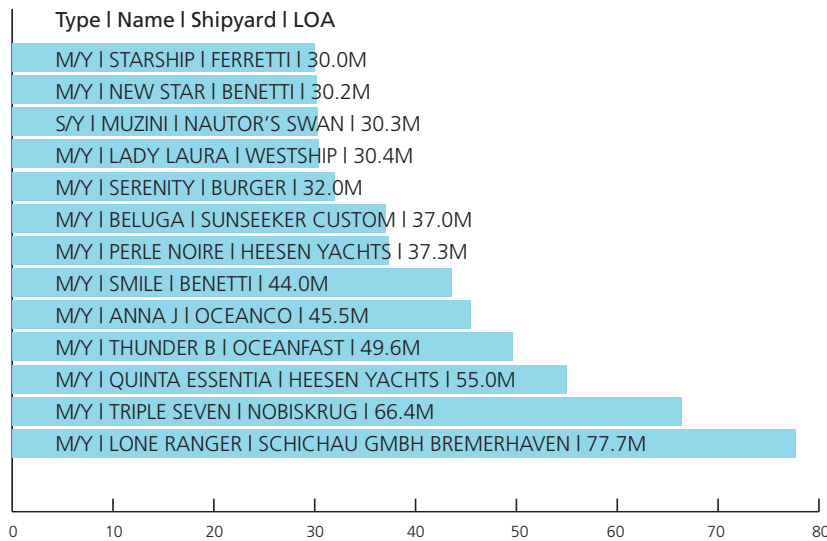 Type | Name | Shipyard | LOA
M/Y | STARSHIP | FERRETTI | 30.0M
M/Y | NEW STAR | BENETTI | 30.2M
S/Y | MUZINI | NAUTOR'S SWAN | 30.3M
M/Y | LADY LAURA | WESTSHIP | 30.4M
M/Y | SERENITY | BURGER | 32.0M
M/Y | BELUGA | SUNSEEKER CUSTOM | 37.0M
M/Y | PERLE NOIRE | HEESEN YACHTS | 37.3M
M/Y | SMILE | BENETTI | 44.0M
M/Y | ANNA J | OCEANCO | 45.5M
M/Y | THUNDER B | OCEANFAST | 49.6M
M/Y | QUINTA ESSENTIA | HEESEN YACHTS | 55.0M
M/Y | TRIPLE SEVEN | NOBISKRUG | 66.4M
M/Y | LONE RANGER | SCHICHAU GMBH BREMERHAVEN | 77.7M
0 10 20 30 40 50 60 70 80